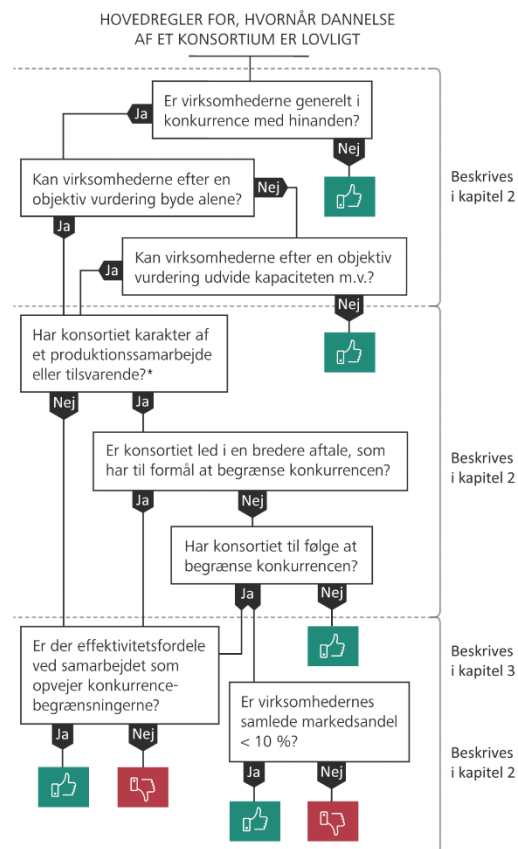 HOVEDREGLER FOR, HVORNÅR DANNELSE
AF ET KONSORTIUM ER LOVLIGT
Er virksomhederne generelt i
konkurrence med hinanden?
Ja
Nej
Beskrives
i kapitel 2
Kan virksomhederne efter en
objektiv vurdering byde alene?
Nej
Ja
Kan virksomhederne efter en objektiv
vurdering udvide kapaciteten m.v.?
Ja
Nej
Har konsortiet karakter af
et produktionssamarbejde
eller tilsvarende?*
Nej
Ja
Er konsortiet led i en bredere aftale, som
har til formål at begrænse konkurrencen?
Beskrives
i kapitel 2
Ja
Nej
Har konsortiet til følge at
begrænse konkurrencen?
Ja
Nej
Er der effektivitetsfordele
ved samarbejdet som
opvejer konkurrence-
begrænsningerne?
Beskrives
i kapitel 3
Ja
Nej
Er virksomhedernes
samlede markedsandel
< 10 %?
Beskrives
i kapitel 2
Ja
Nej